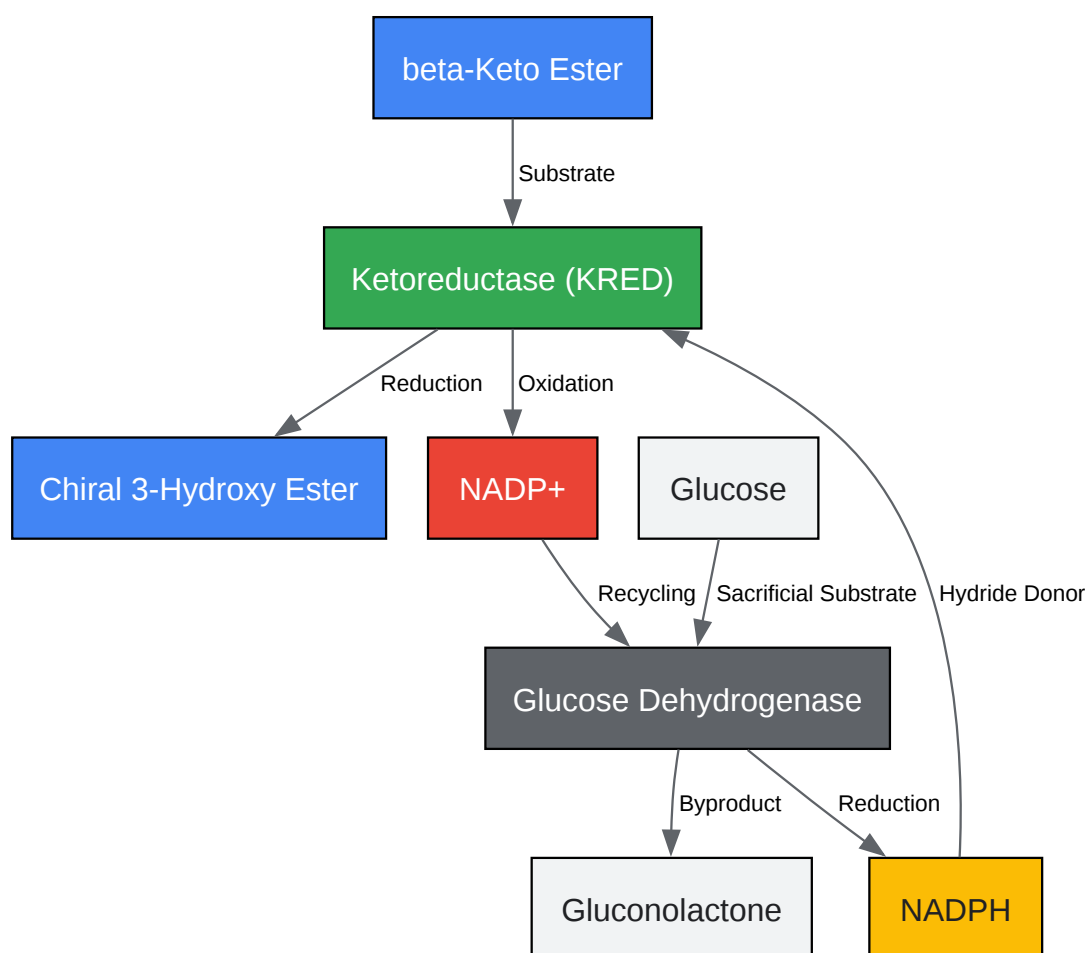 beta-Keto Ester
Substrate
Ketoreductase (KRED)
Reduction
Oxidation
Chiral 3-Hydroxy Ester
NADP+
Glucose
Recycling
Sacrificial Substrate
Hydride Donor
Glucose Dehydrogenase
Byproduct
Reduction
Gluconolactone
NADPH